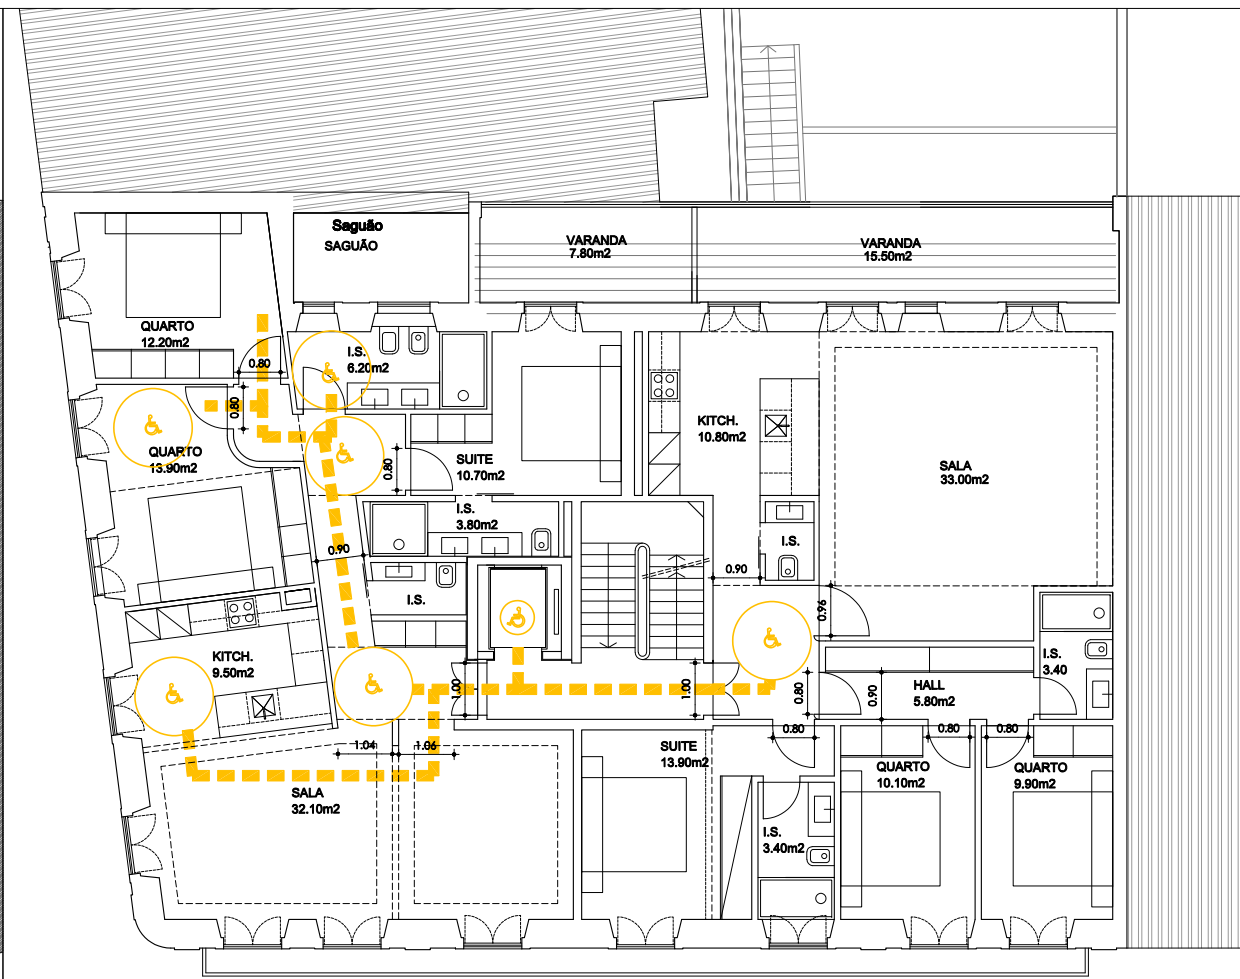 Saguão
SAGUÃO
VARANDA
7.80m2
VARANDA
15.50m2
QUARTO
12.20m2
0.80
I.S.
6.20m2
0.80
QUARTO
13.90m2
SUITE
10.70m2
0.80
KITCH.
10.80m2
SALA
33.00m2
I.S.
3.80m2
0.90
I.S.
I.S.
0.90
0.96
KITCH.
9.50m2
1.00
1.00
0.80
0.90
HALL
5.80m2
I.S.
3.40
1.04
1.06
SUITE
13.90m2
0.80
0.80
0.80
QUARTO
10.10m2
QUARTO
9.90m2
SALA
32.10m2
I.S.
3.40m2